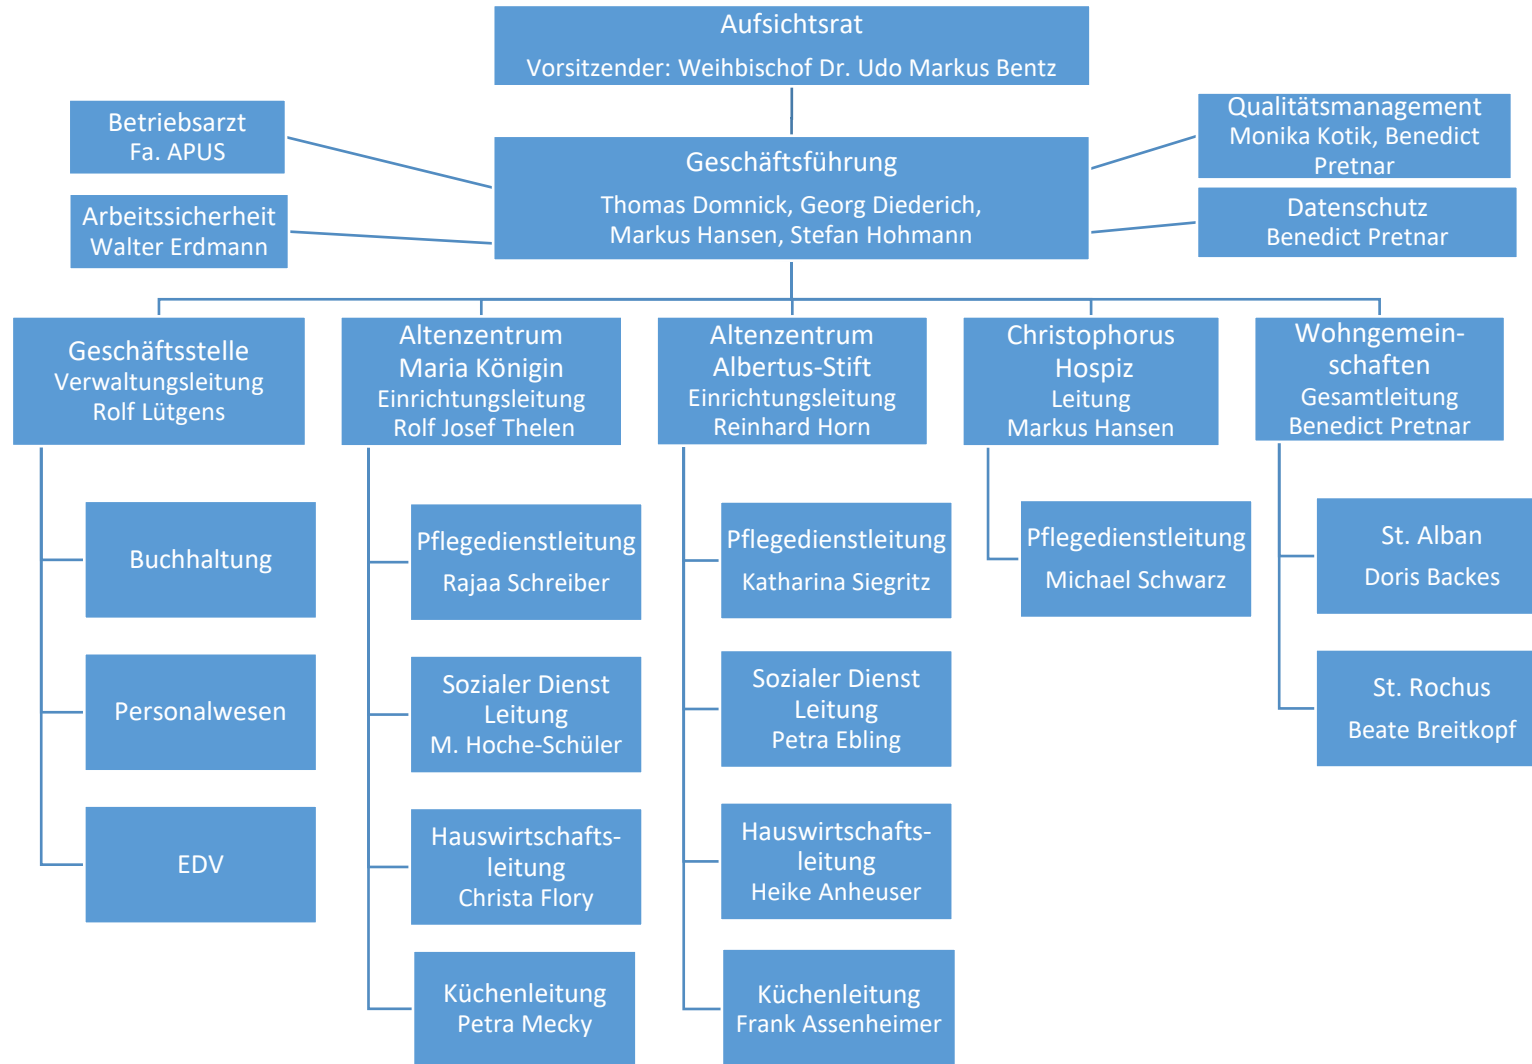 Aufsichtsrat
Vorsitzender: Weihbischof Dr. Udo Markus Bentz
Betriebsarzt
Fa. APUS
Qualitätsmanagement
Monika Kotik, Benedict
Pretnar
Geschäftsführung
Thomas Domnick, Georg Diederich,
Markus Hansen, Stefan Hohmann
Arbeitssicherheit
Walter Erdmann
Datenschutz
Benedict Pretnar
Geschäftsstelle
Verwaltungsleitung
Rolf Lütgens
Altenzentrum
Maria Königin
Einrichtungsleitung
Rolf Josef Thelen
Altenzentrum
Albertus-Stift
Einrichtungsleitung
Reinhard Horn
Christophorus
Hospiz
Leitung
Markus Hansen
Wohngemein-
schaften
Gesamtleitung
Benedict Pretnar
Buchhaltung
Personalwesen
EDV
Pflegedienstleitung
Rajaa Schreiber
Sozialer Dienst
Leitung
M. Hoche-Schüler
Hauswirtschafts-
leitung
Christa Flory
Küchenleitung
Petra Mecky
Pflegedienstleitung
Katharina Siegritz
Sozialer Dienst
Leitung
Petra Ebling
Hauswirtschafts-
leitung
Heike Anheuser
Küchenleitung
Frank Assenheimer
Pflegedienstleitung
Michael Schwarz
St. Alban
Doris Backes
St. Rochus
Beate Breitkopf